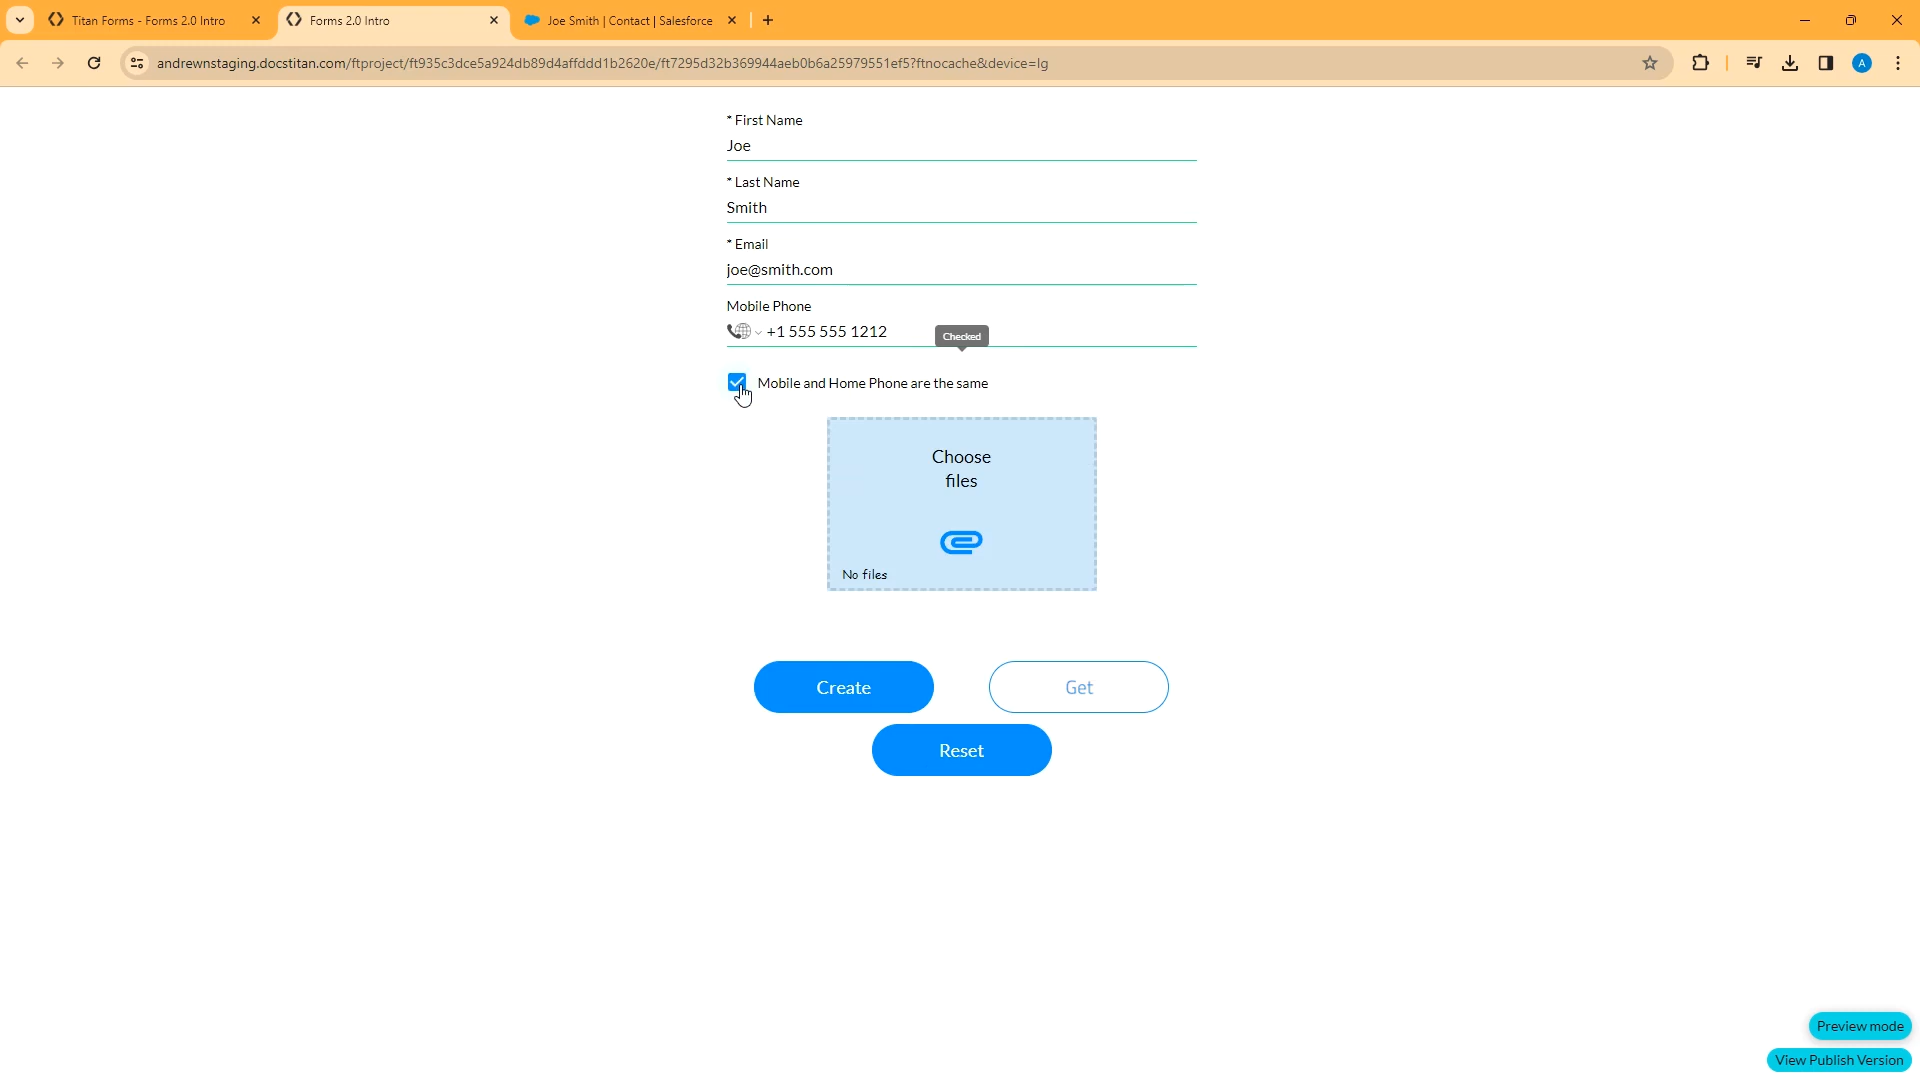 Titan Forms - Forms 2.0 Intro
Forms 2.0 Intro
Joe Smith | Contact | Salesforce
andrewnstaging.docstitan.com/ftproject/ft935c3dce5a924db89d4affddd1b2620e/ft7295d32b369944aeb0b6a25979551ef5?ftnocache&device=lg
A
* First Name
Joe
* Last Name
Smith
* Email
joe@smith.com
Mobile Phone
+1 555 555 1212
Checked
Mobile and Home Phone are the same
Choose
files
No files
Create
Get
Reset
Preview mode
View Publish Version